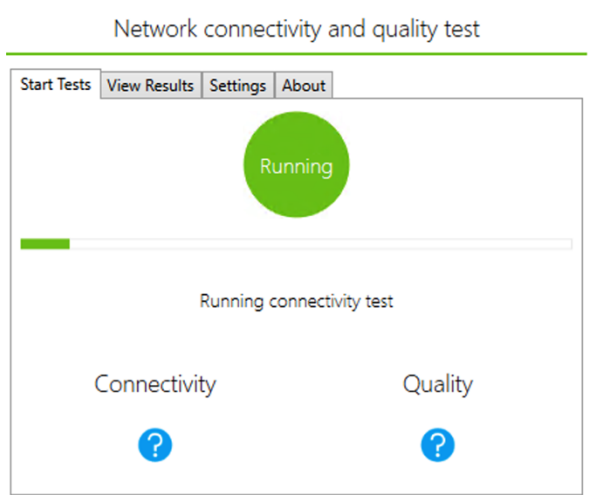 Network connectivity and quality test
Start Tests View Results Settings About
Running
Running connectivity test
Connectivity Quality
? ?